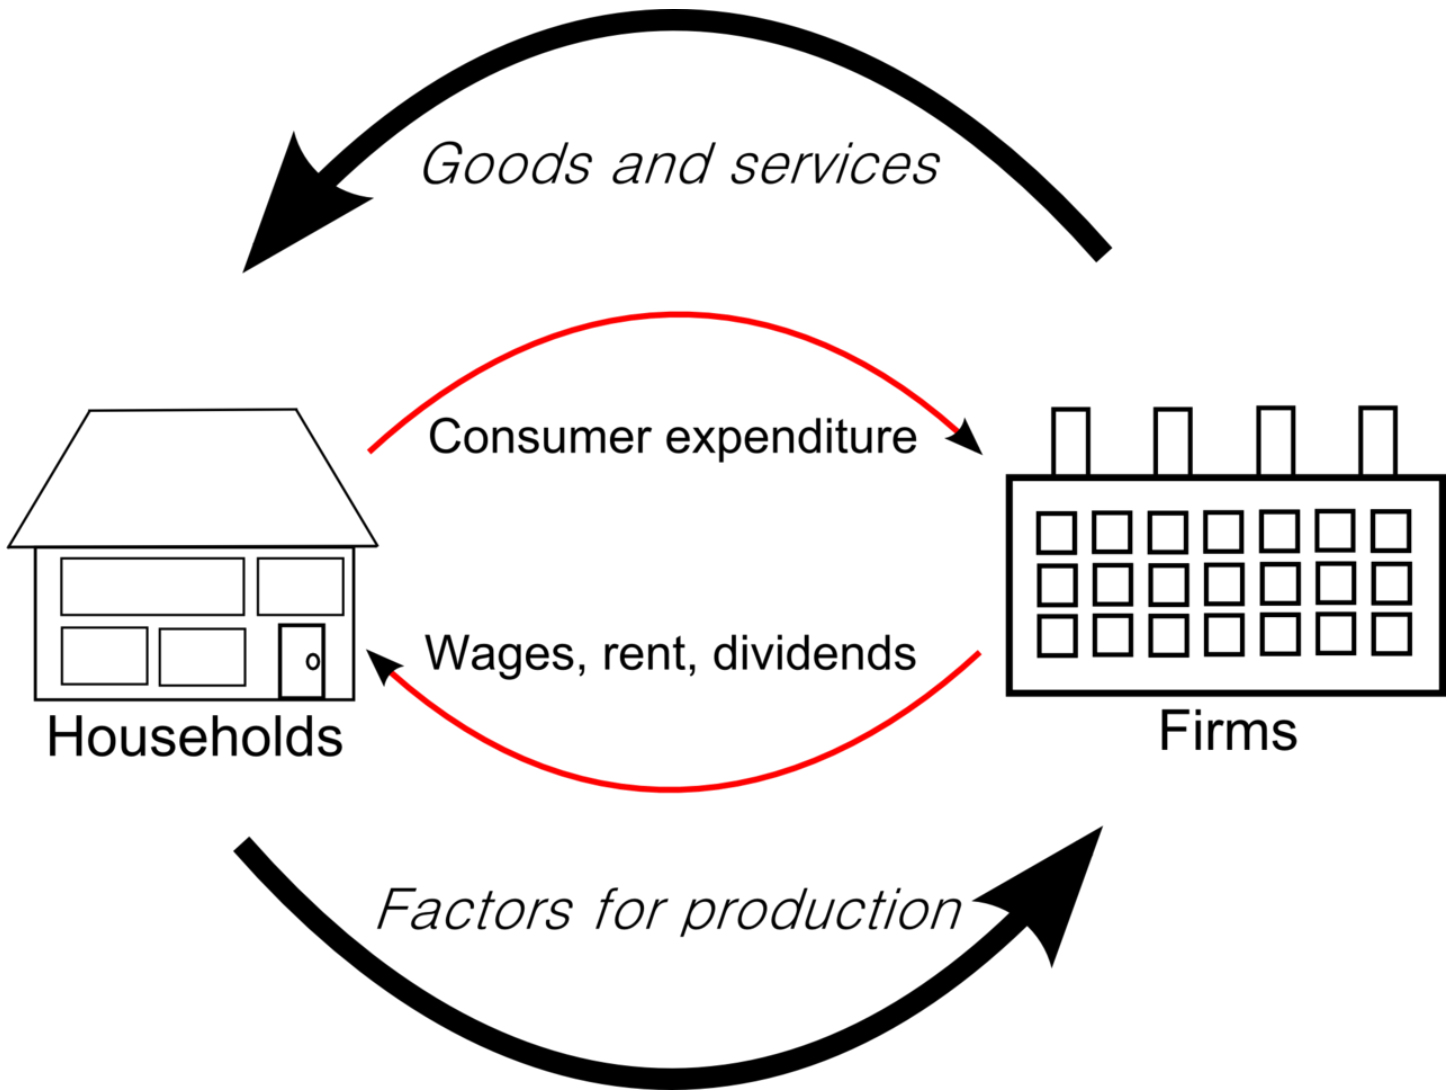 Goods and services
Consumer expenditure
Wages, rent, dividends
Households
Firms
Factors for production